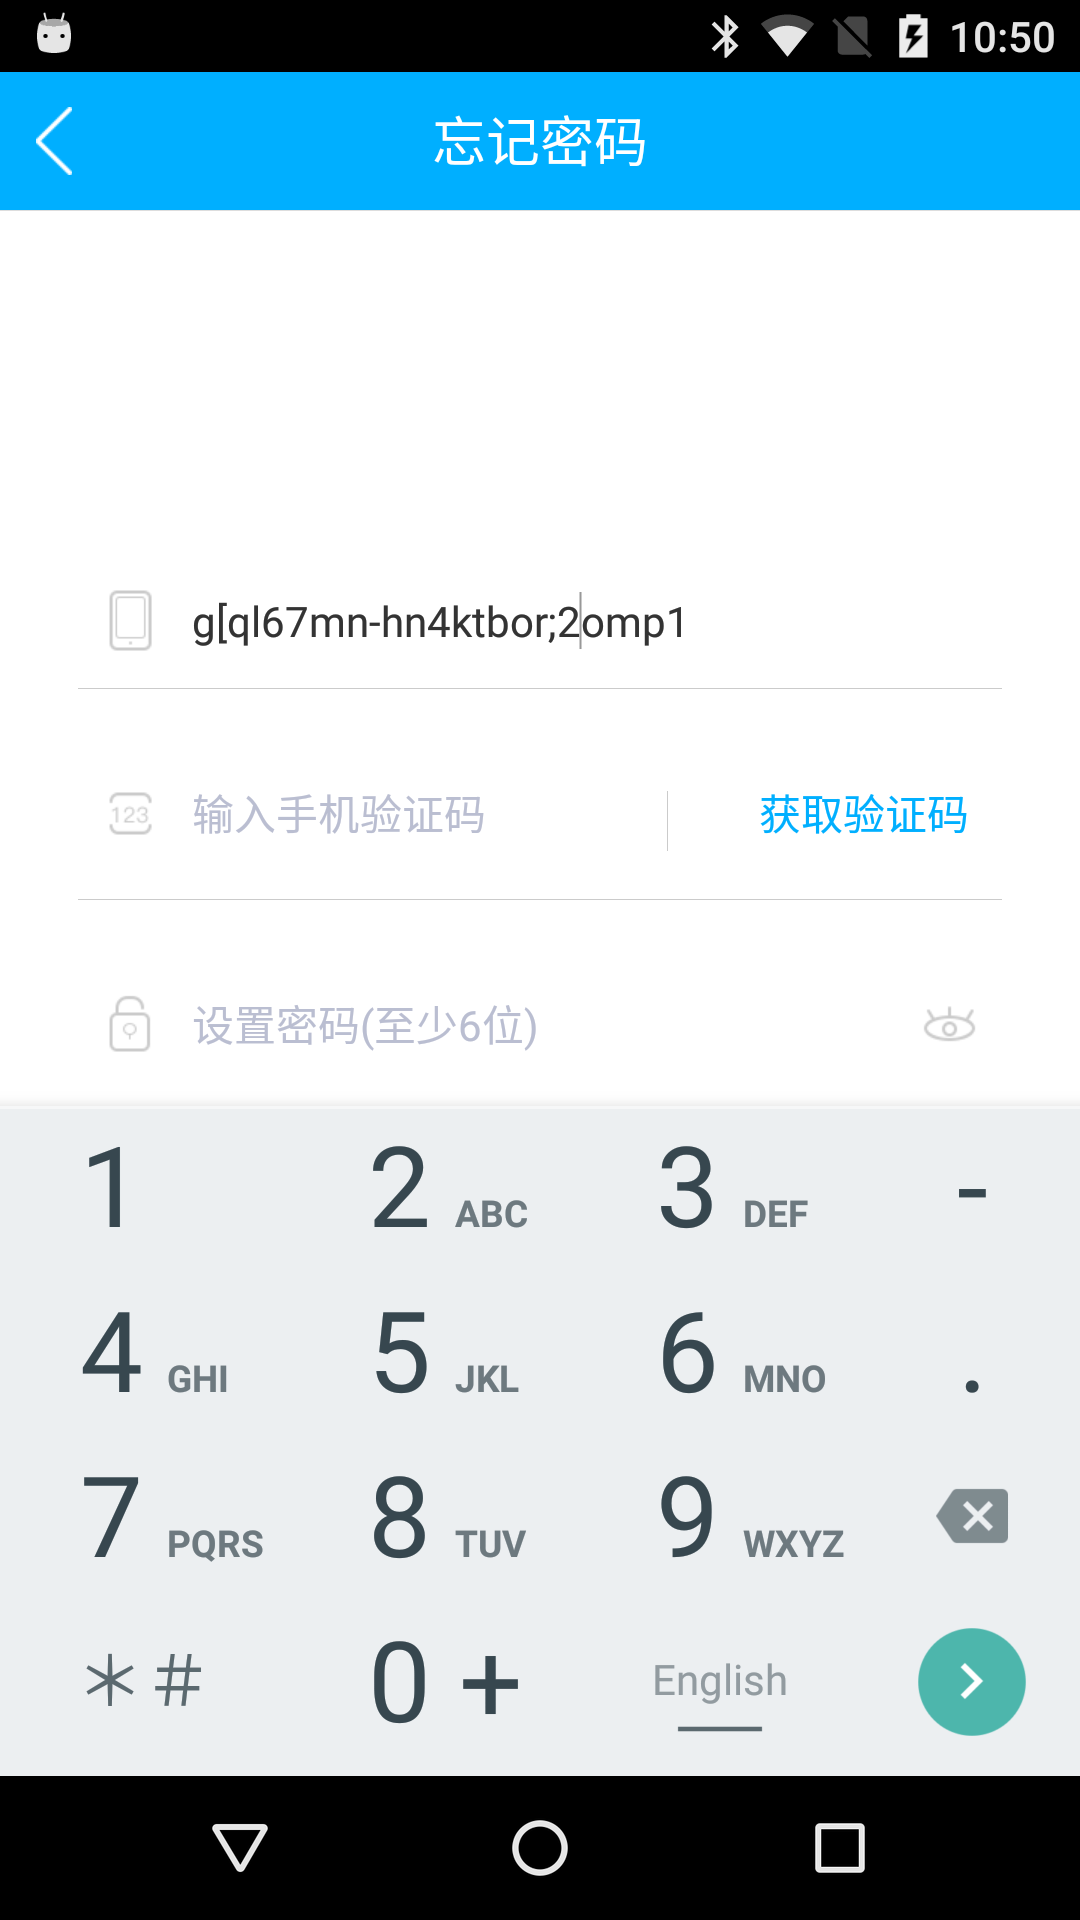 10:50
忘记密码
g[ql67mn-hn4ktbor;2omp1
123 输入手机验证码 获取验证码
设置密码(至少6位)
1 2 ABC 3 DEF -
4 GHI 5 JKL 6 MNO .
7 PQRS 8 TUV 9 WXYZ
* # 0 + English